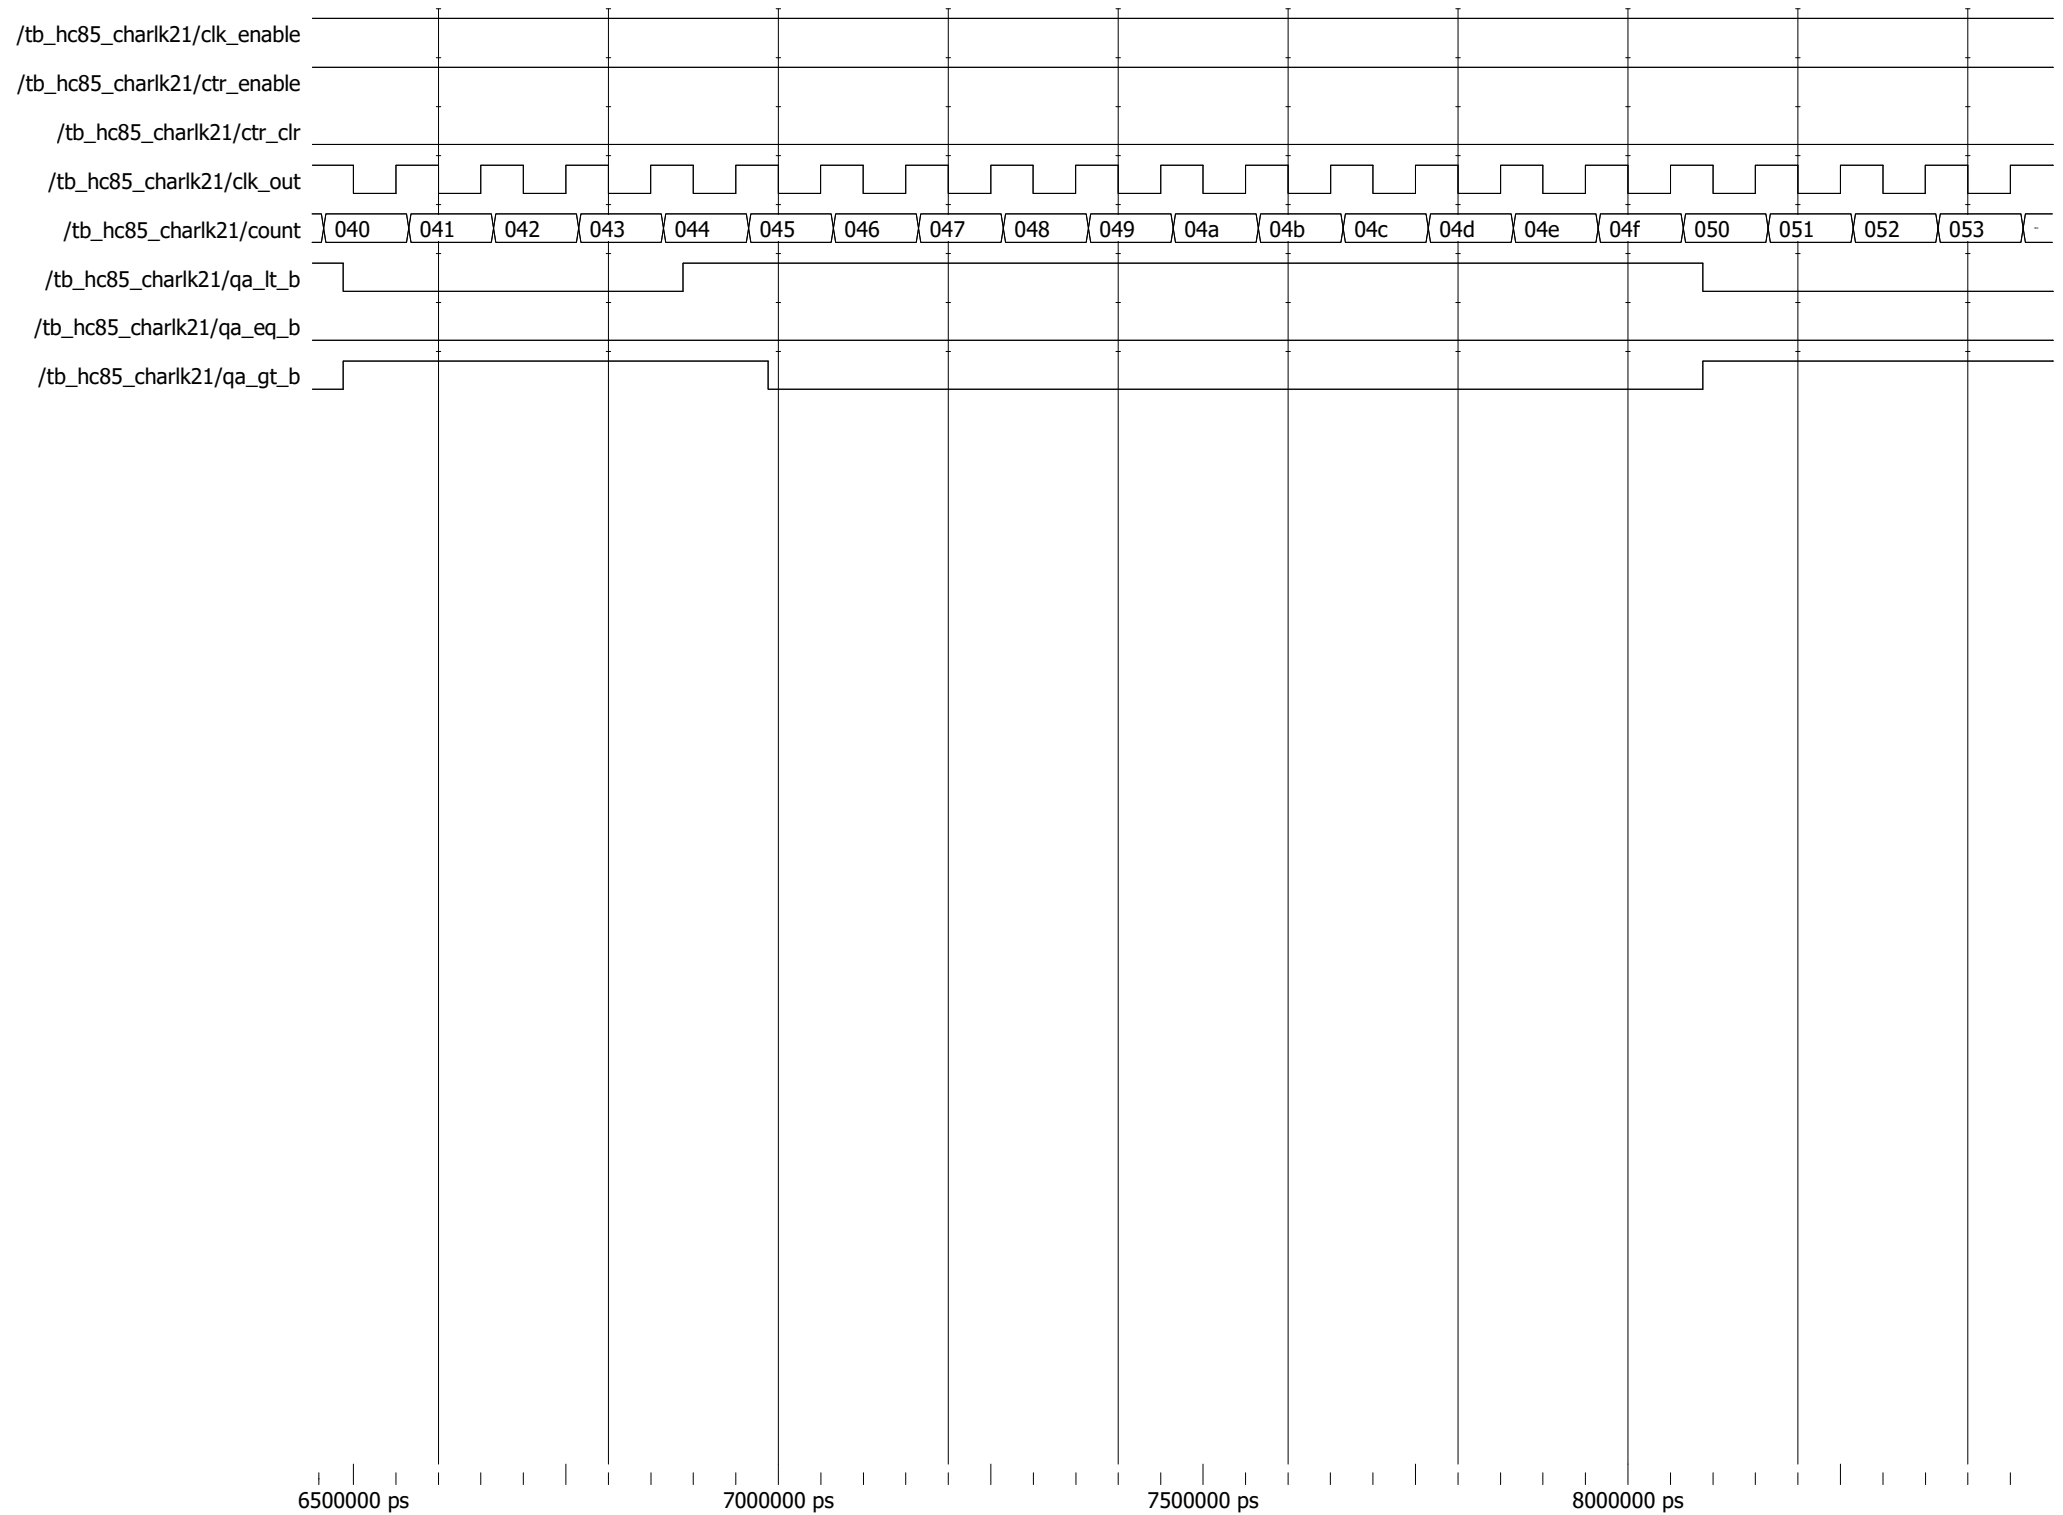 /tb_hc85_charlk21/clk_enable
/tb_hc85_charlk21/ctr_enable
/tb_hc85_charlk21/ctr_clr
/tb_hc85_charlk21/clk_out
/tb_hc85_charlk21/count 040 041 042 043 044 045 046 047 048 049 04a 04b 04c 04d 04e 04f 050 051 052 053 -
/tb_hc85_charlk21/qa_lt_b
/tb_hc85_charlk21/qa_eq_b
/tb_hc85_charlk21/qa_gt_b
6500000 ps 7000000 ps 7500000 ps 8000000 ps